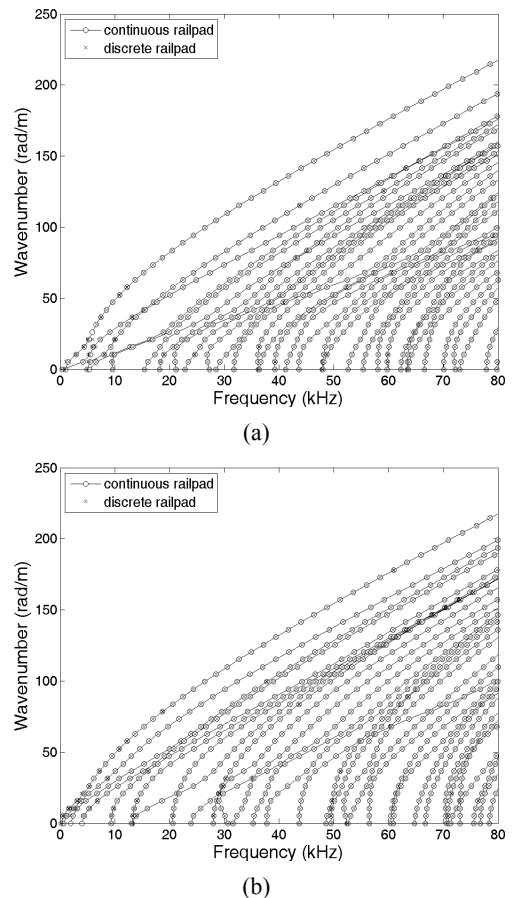 250
200
150
100
50
0
Wavenumber (rad/m)
continuous railpad
discrete railpad
0 10 20 30 40 50 60 70 80
Frequency (kHz)
(a)
250
200
150
100
50
0
Wavenumber (rad/m)
continuous railpad
discrete railpad
0 10 20 30 40 50 60 70 80
Frequency (kHz)
(b)